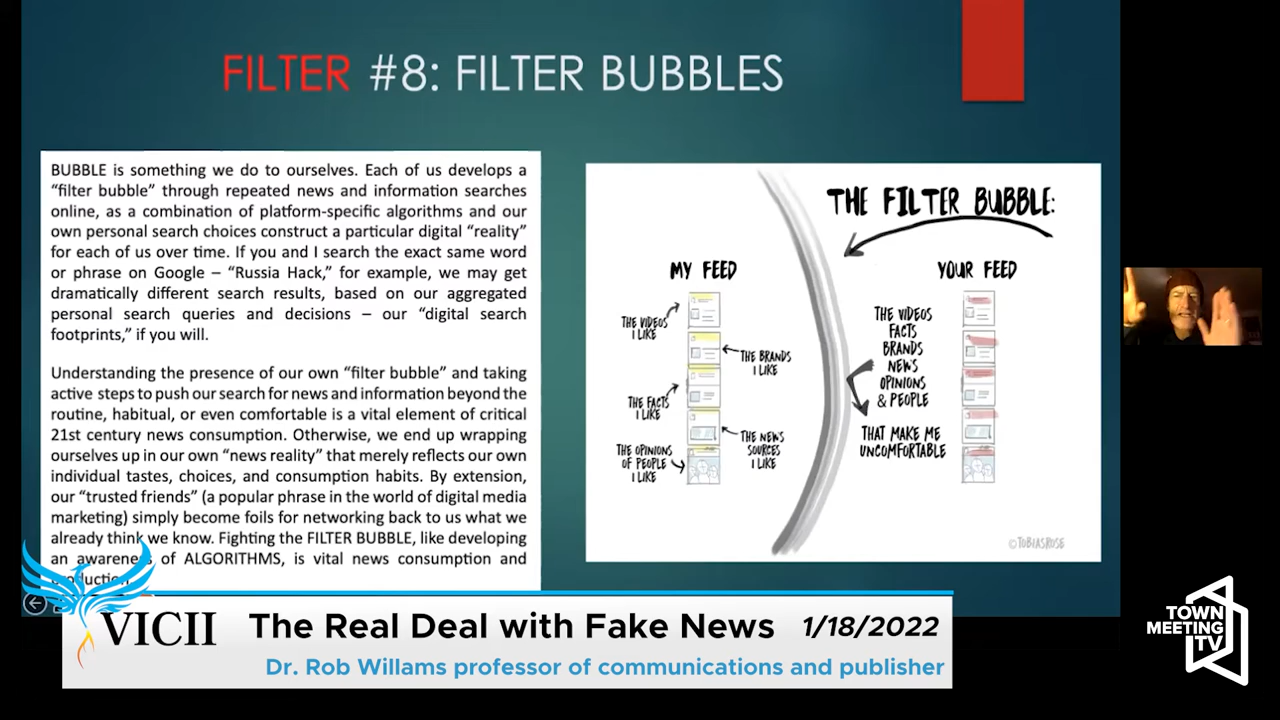 FILTER #8: FILTER BUBBLES
BUBBLE is something we do to ourselves. Each of us develops a
“filter bubble” through repeated news and information searches
online, as a combination of platform-specific algorithms and our
own personal search choices construct a particular digital “reality”
for each of us over time. If you and I search the exact same word
or phrase on Google – “Russia Hack,” for example, we may get
dramatically different search results, based on our aggregated
personal search queries and decisions – our “digital search
footprints,” if you will.
Understanding the presence of our own “filter bubble” and taking
active steps to push our search for news and information beyond the
routine, habitual, or even comfortable is a vital element of critical
21st century news consumption. Otherwise, we end up wrapping
ourselves up in our own “news reality” that merely reflects our own
individual tastes, choices, and consumption habits. By extension,
our “trusted friends” (a popular phrase in the world of digital media
marketing) simply become foils for networking back to us what we
already think we know. Fighting the FILTER BUBBLE, like developing
an awareness of ALGORITHMS, is vital news consumption and
production
THE FILTER BUBBLE:
MY FEED
THE VIDEOS
I LIKE
THE BRANDS
I LIKE
THE FACTS
I LIKE
THE NEWS
SOURCES
I LIKE
THE OPINIONS
OF PEOPLE
I LIKE
YOUR FEED
THE VIDEOS
FACTS
BRANDS
NEWS
OPINIONS
& PEOPLE
THAT MAKE ME
UNCOMFORTABLE
©TOBIASROSE
VICII
The Real Deal with Fake News 1/18/2022
Dr. Rob Willams professor of communications and publisher
TOWN
MEETING
TV